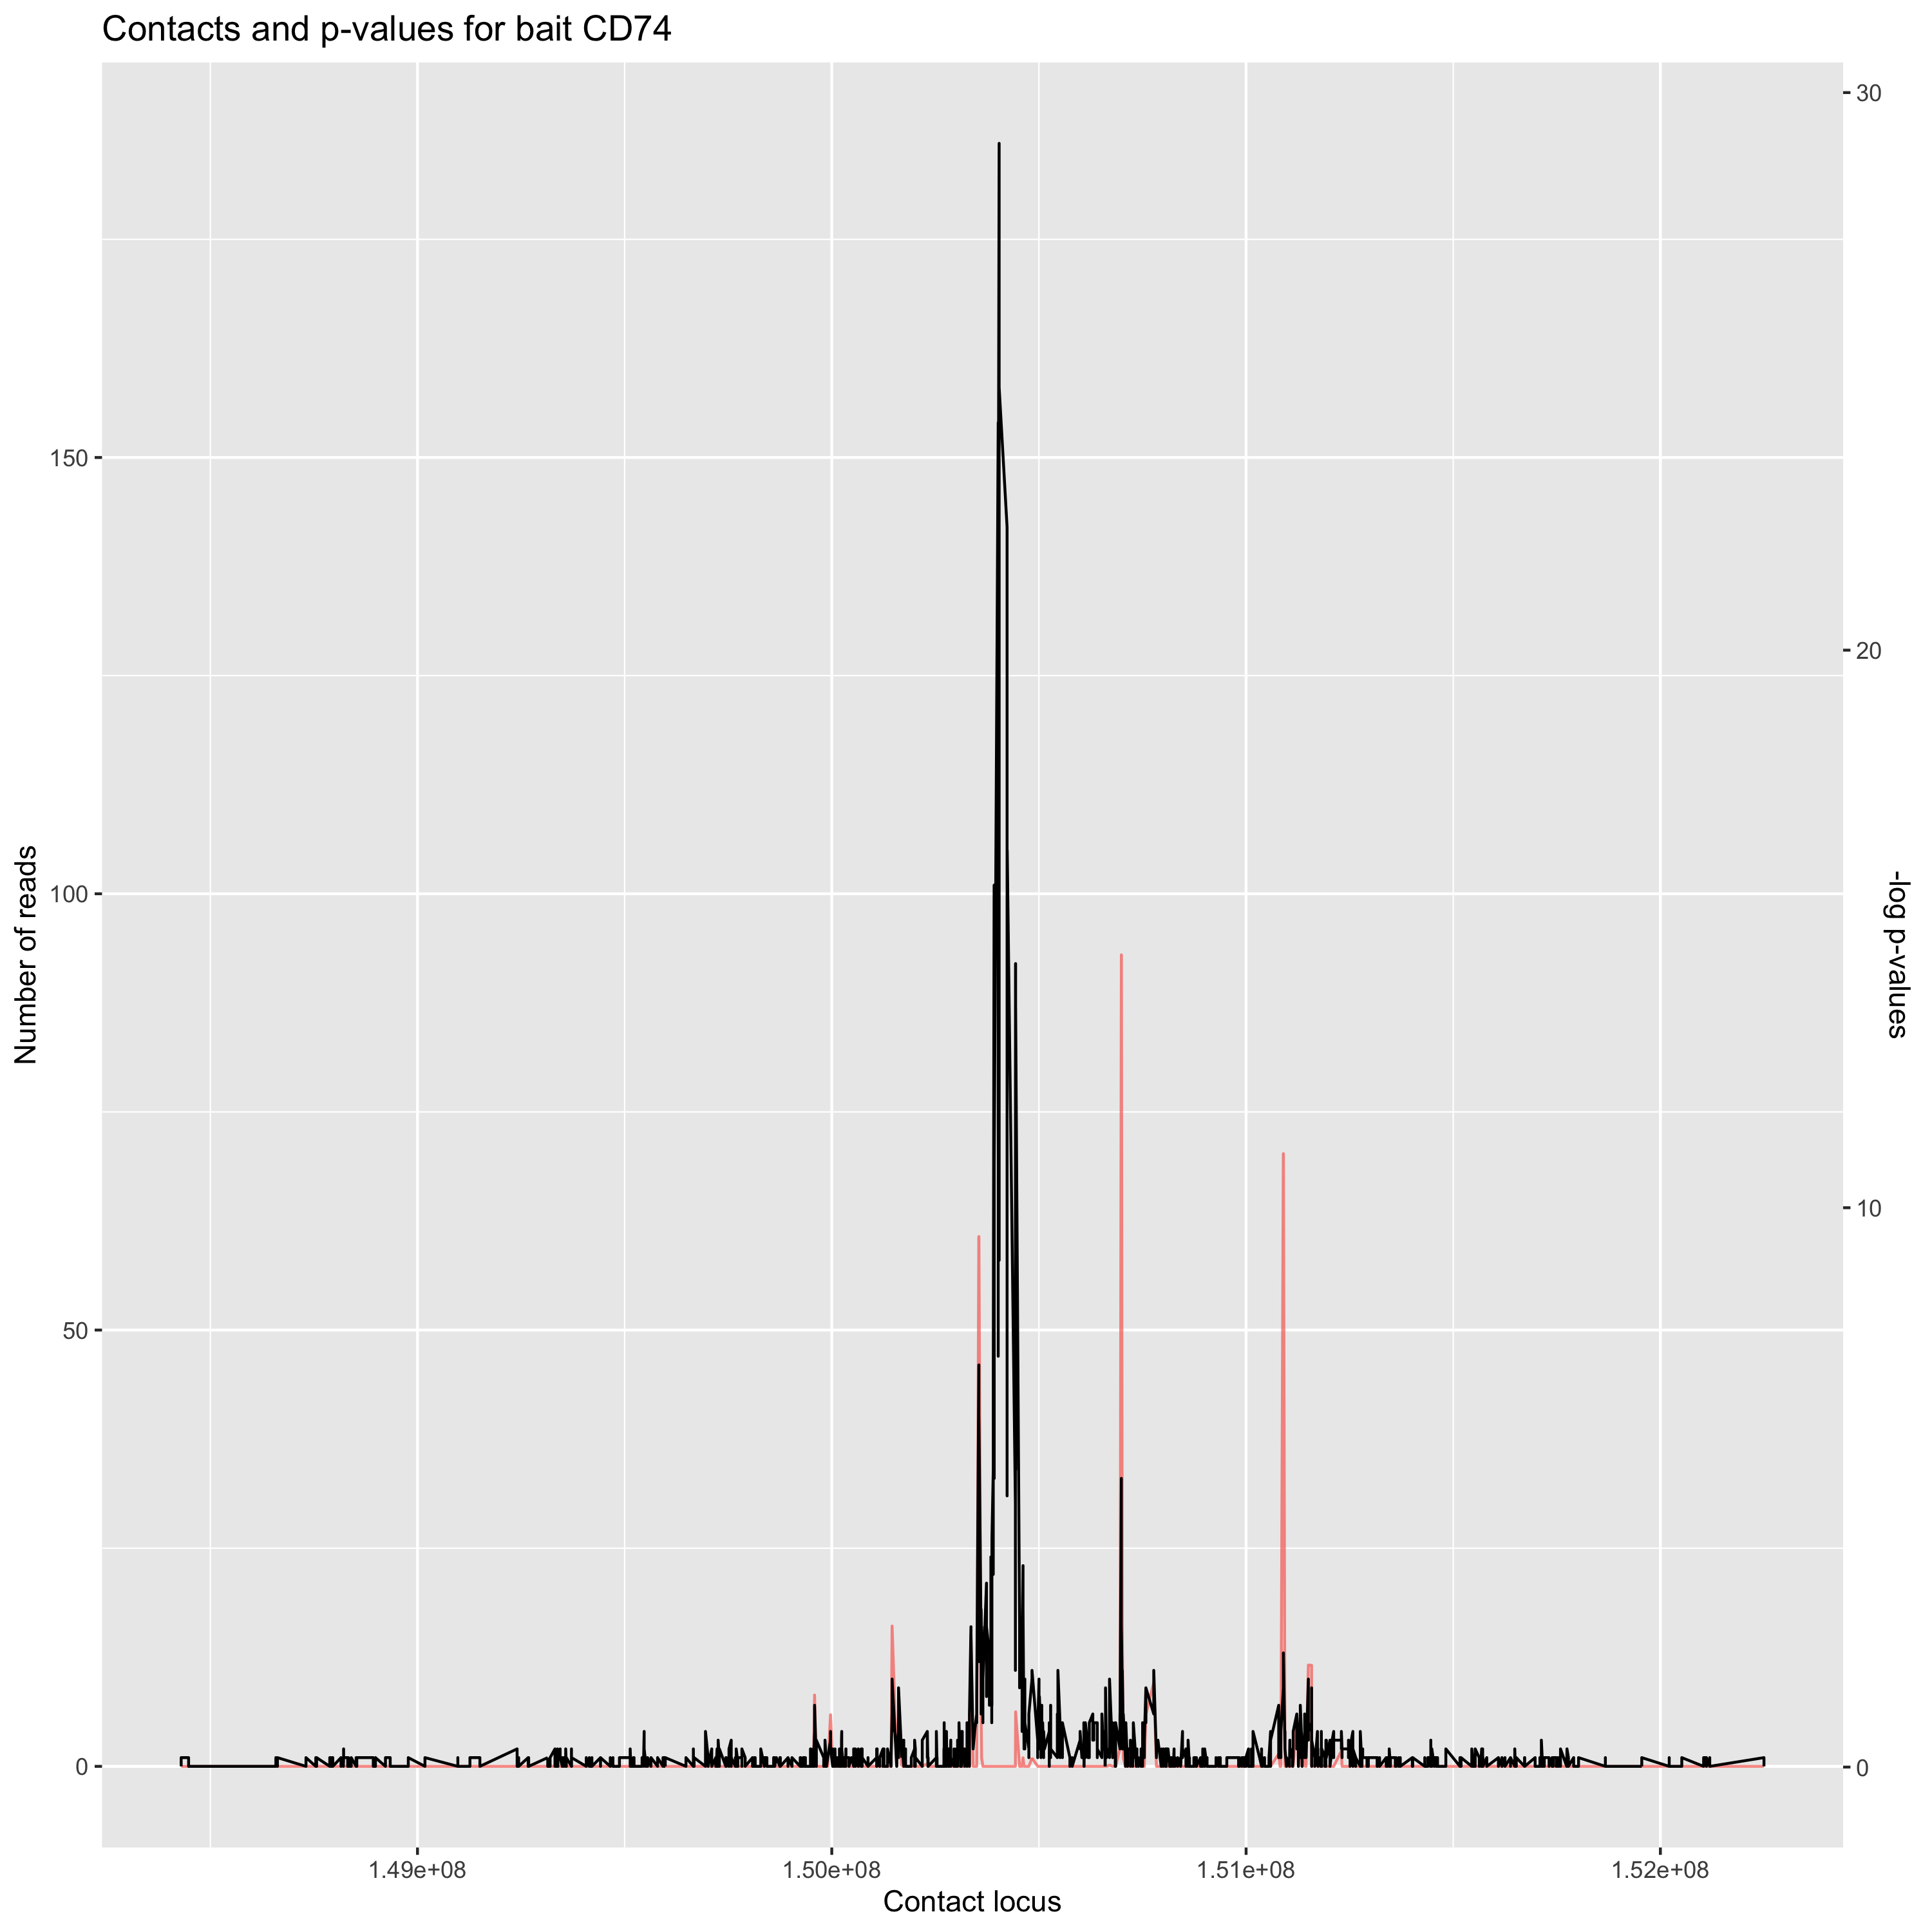 Contacts and p-values for bait CD74
Number of reads
150
100
50
0
30
20
10
0
-log p-values
1.49e+08
1.50e+08
1.51e+08
1.52e+08
Contact locus